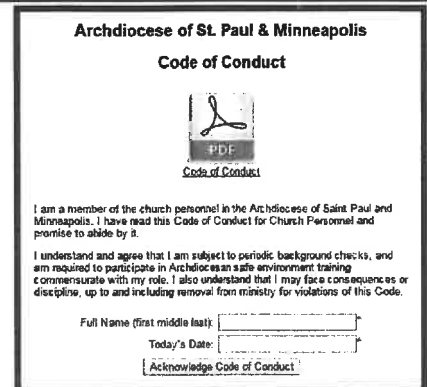 Archdiocese of St. Paul & Minneapolis
Code of Conduct
PDF
Code of Conduct
I am a member of the church personnel in the Archdiocese of Saint Paul and
Minneapolis. I have read this Code of Conduct for Church Personnel and
promise to abide by it.
I understand and agree that I am subject to periodic background checks, and
am required to participate in Archdiocesan safe environment training
commensurate with my role. I also understand that I may face consequences or
discipline, up to and including removal from ministry for violations of this Code.
Full Name (first middle last): *
Today's Date: *
Acknowledge Code of Conduct